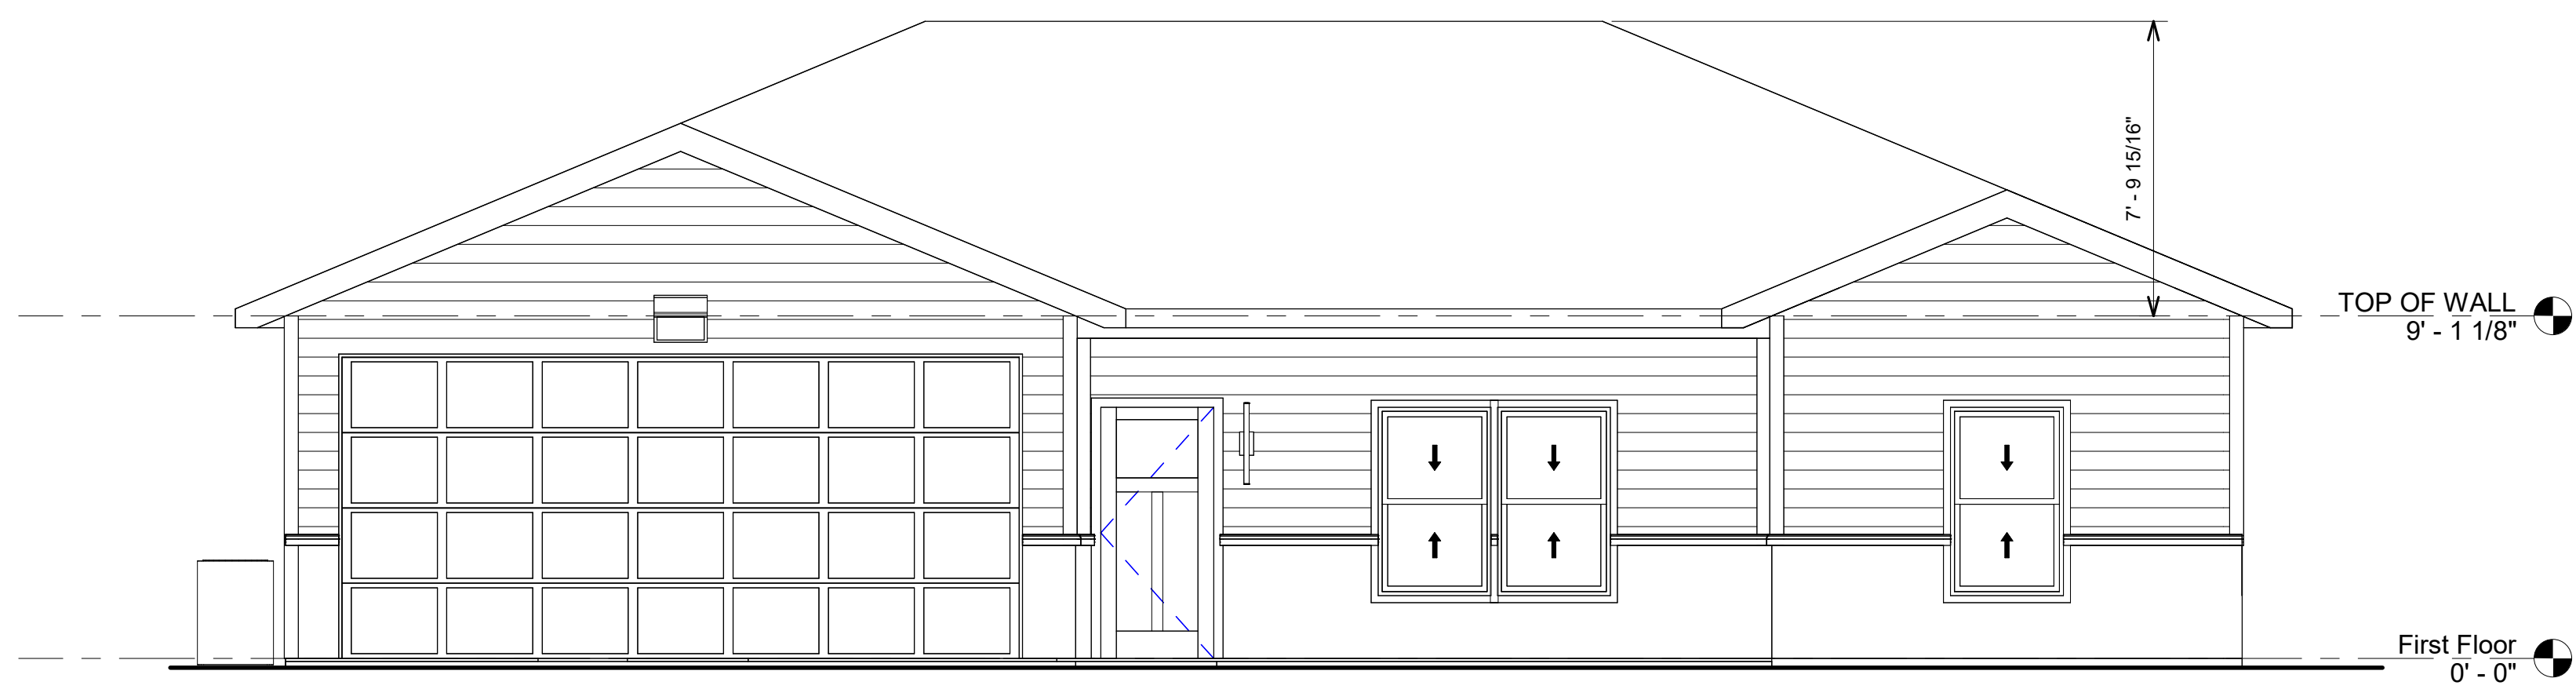 7' - 9 15/16"
TOP OF WALL
9' - 1 1/8"
First Floor
0' - 0"